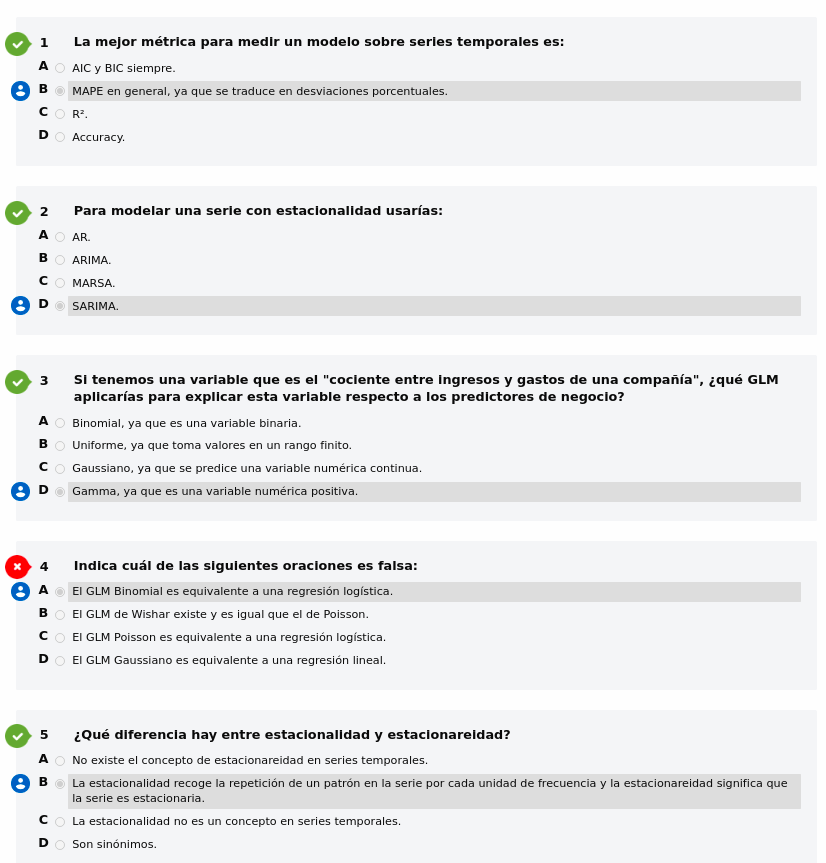 1 La mejor métrica para medir un modelo sobre series temporales es:
A AIC y BIC siempre.
B MAPE en general, ya que se traduce en desviaciones porcentuales.
C R².
D Accuracy.
2 Para modelar una serie con estacionalidad usarías:
A AR.
B ARIMA.
C MARSA.
D SARIMA.
3 Si tenemos una variable que es el "cociente entre ingresos y gastos de una compañía", ¿qué GLM
aplicarías para explicar esta variable respecto a los predictores de negocio?
A Binomial, ya que es una variable binaria.
B Uniforme, ya que toma valores en un rango finito.
C Gaussiano, ya que se predice una variable numérica continua.
D Gamma, ya que es una variable numérica positiva.
4 Indica cuál de las siguientes oraciones es falsa:
A El GLM Binomial es equivalente a una regresión logística.
B El GLM de Wishar existe y es igual que el de Poisson.
C El GLM Poisson es equivalente a una regresión logística.
D El GLM Gaussiano es equivalente a una regresión lineal.
5 ¿Qué diferencia hay entre estacionalidad y estacionareidad?
A No existe el concepto de estacionareidad en series temporales.
B La estacionalidad recoge la repetición de un patrón en la serie por cada unidad de frecuencia y la estacionareidad significa que
la serie es estacionaria.
C La estacionalidad no es un concepto en series temporales.
D Son sinónimos.